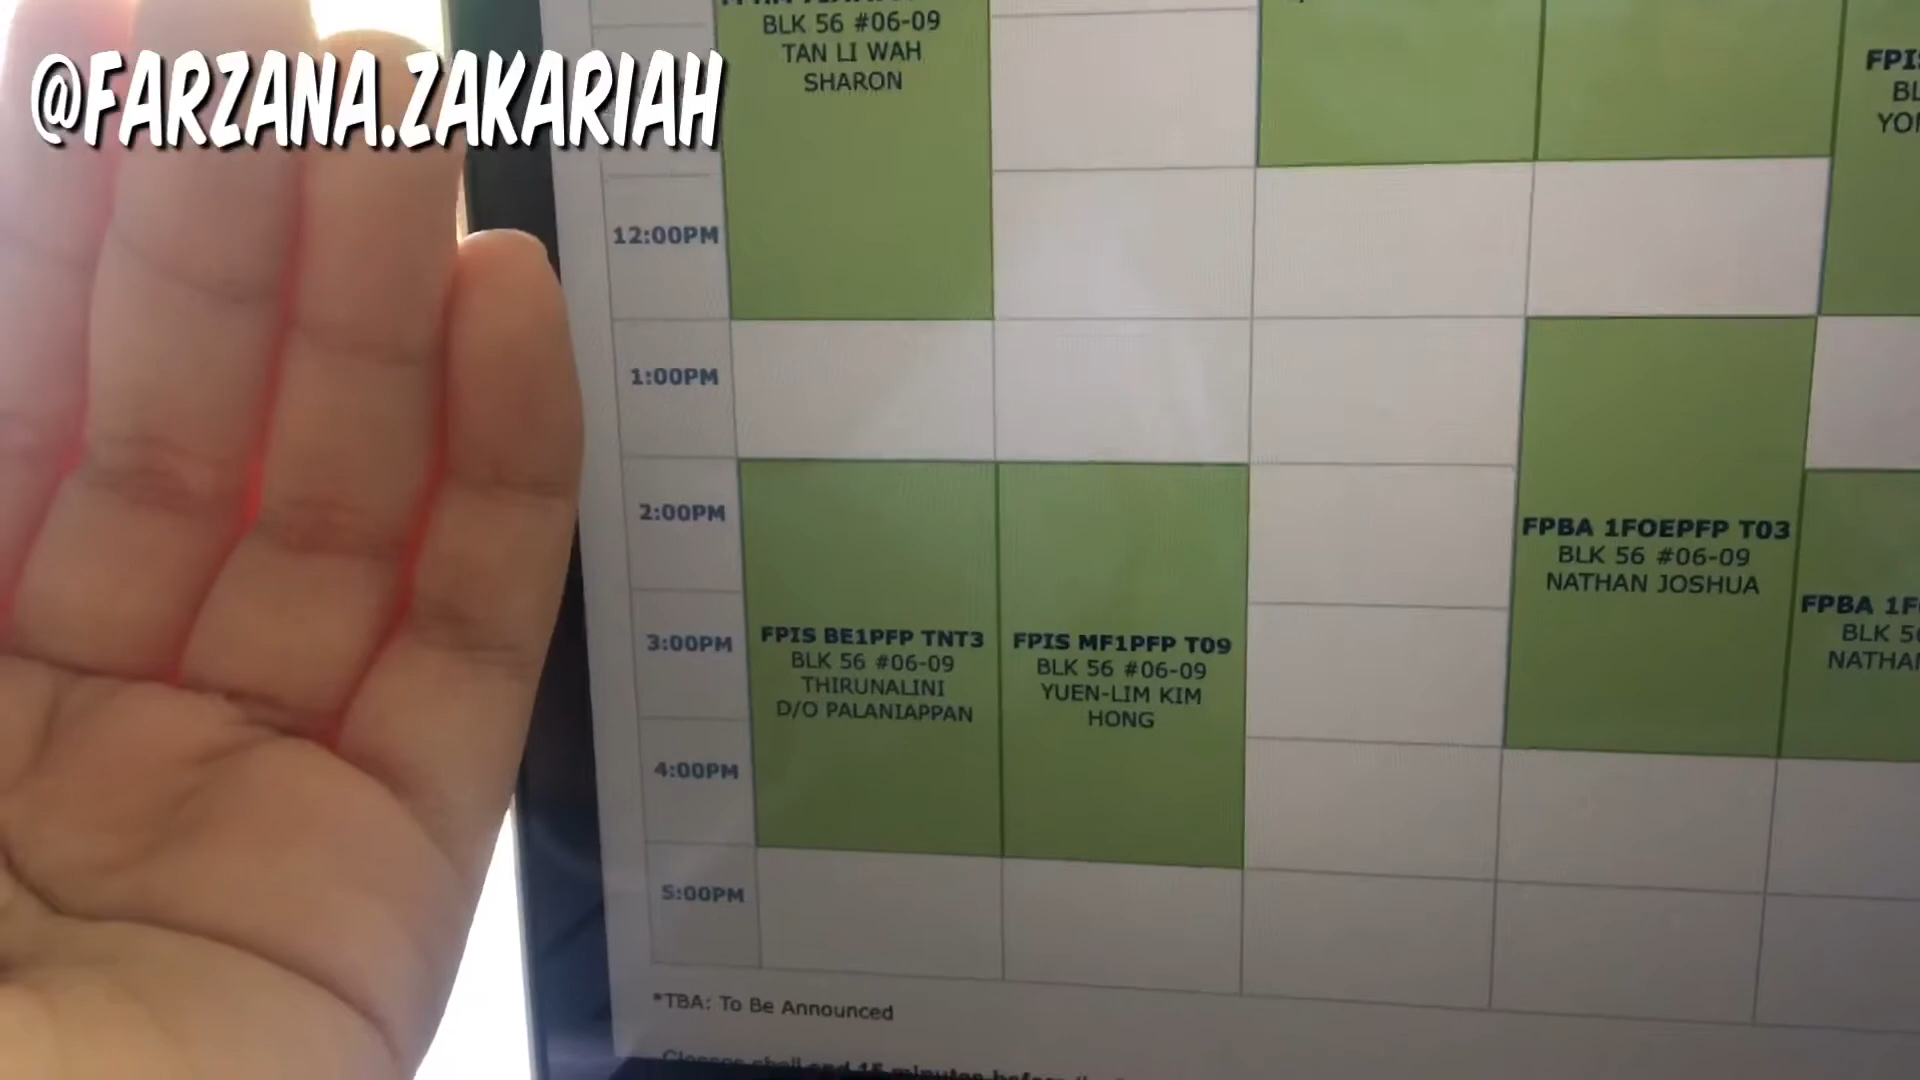 @FARZANA.ZAKARIAH
BLK 56 #06-09
TAN LI WAH
SHARON
12:00PM
1:00PM
2:00PM
3:00PM
4:00PM
5:00PM
FPIS BE1PFP TNT3
BLK 56 #06-09
THIRUNALINI
D/O PALANIAPPAN
FPIS MF1PFP T09
BLK 56 #06-09
YUEN-LIM KIM
HONG
FPBA 1FOEPFP T03
BLK 56 #06-09
NATHAN JOSHUA
FPBA
*TBA: To Be Announced